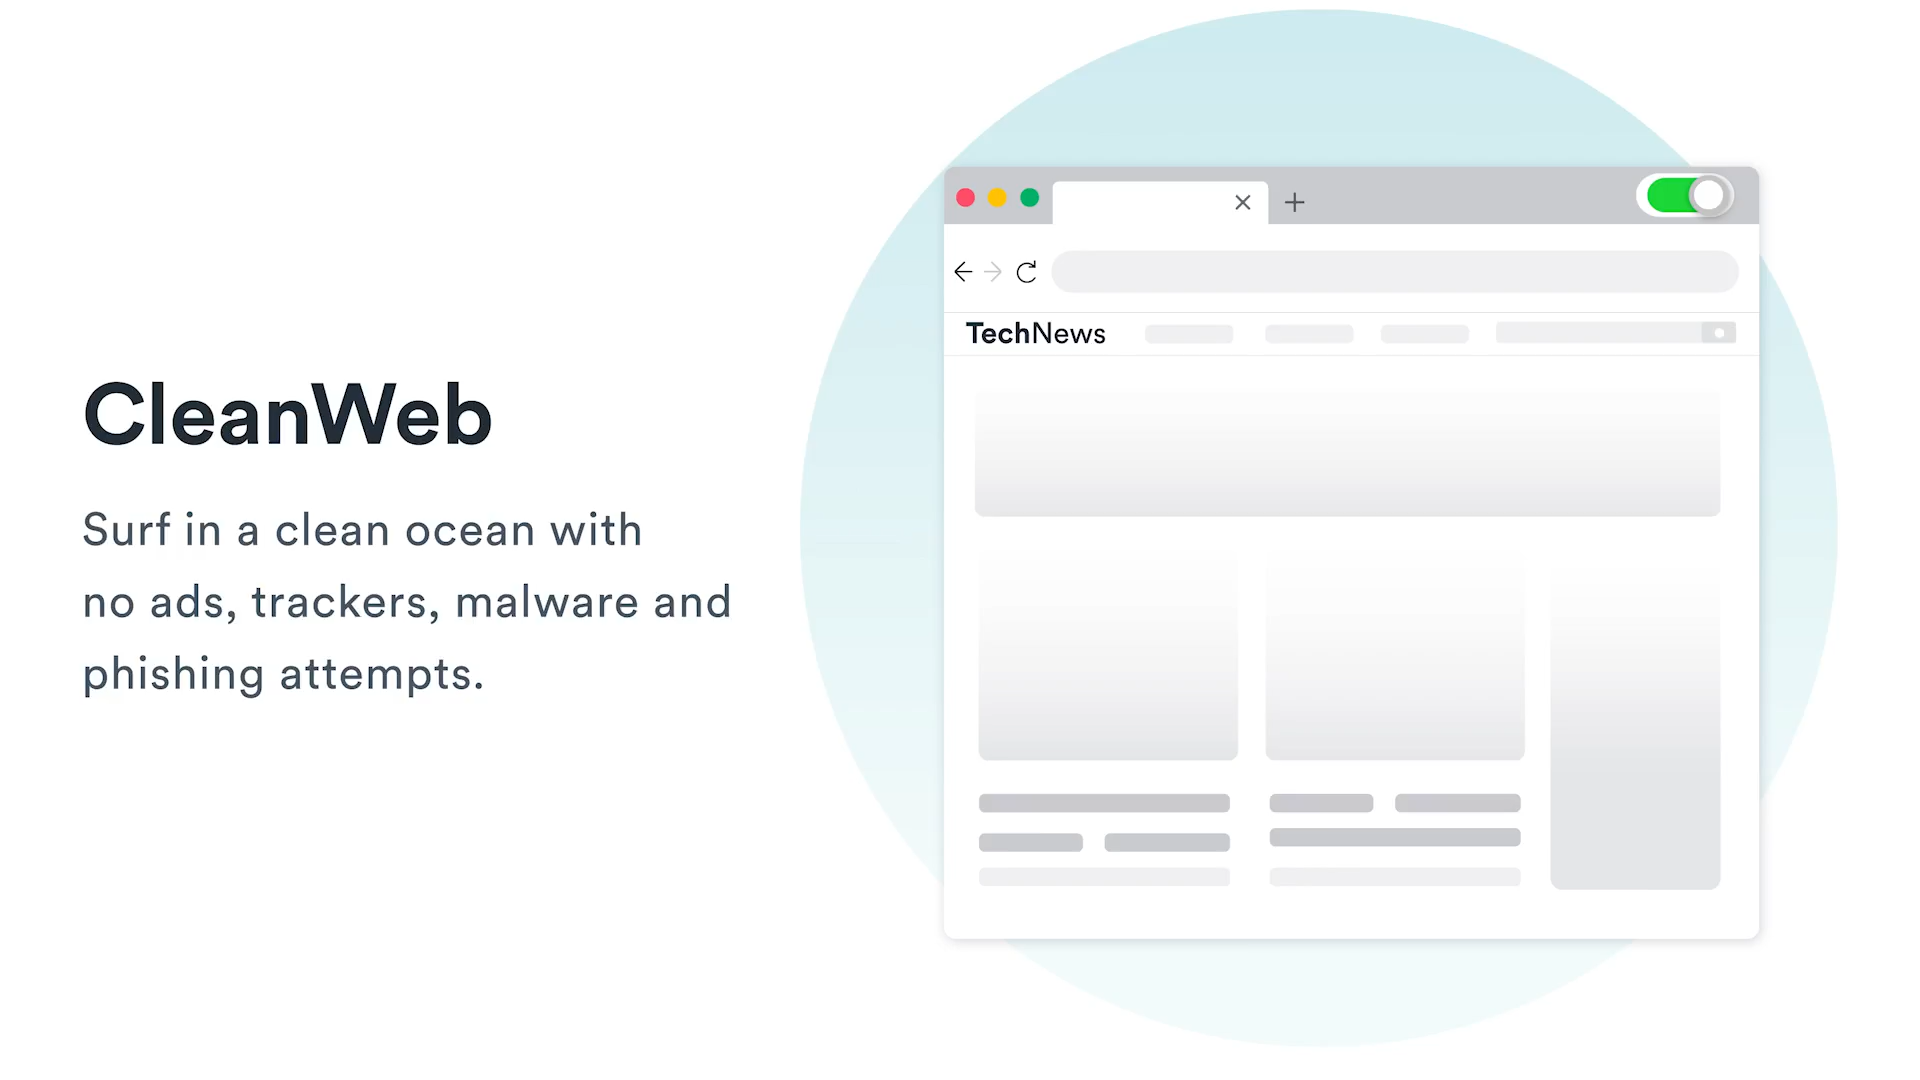 CleanWeb
Surf in a clean ocean with
no ads, trackers, malware and
phishing attempts.
TechNews